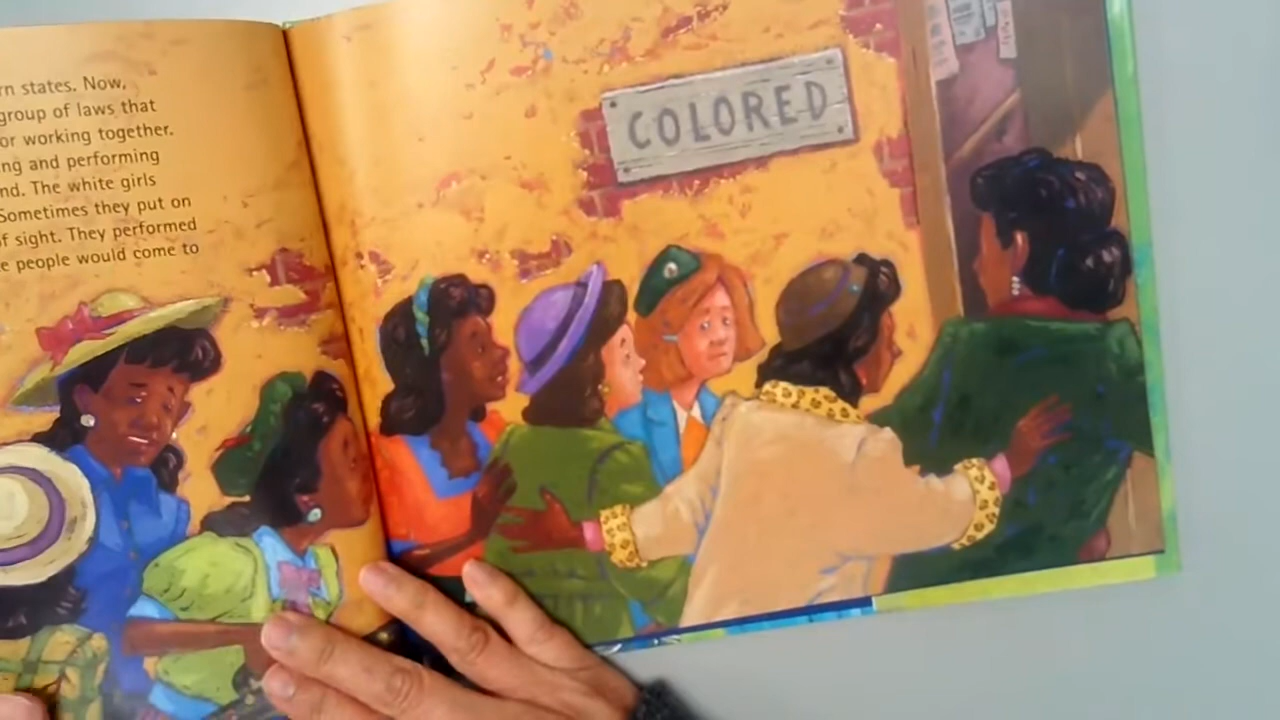 rn states. Now,
group of laws that
or working together.
ng and performing
nd. The white girls
Sometimes they put on
f sight. They performed
e people would come to
COLORED